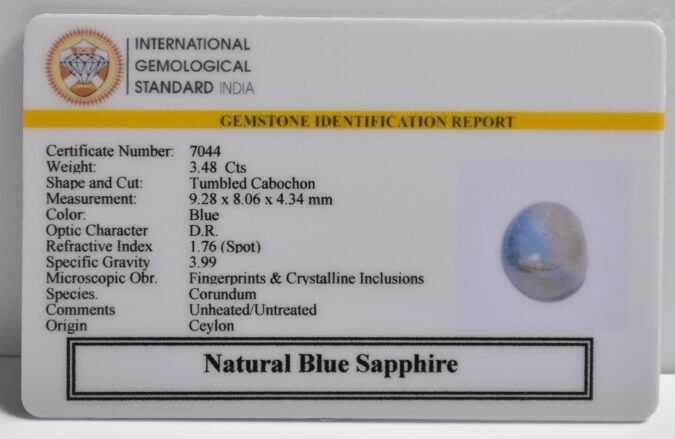 INTERNATIONAL
GEMOLOGICAL
STANDARD INDIA
GEMSTONE IDENTIFICATION REPORT
Certificate Number: 7044
Weight: 3.48 Cts
Shape and Cut: Tumbled Cabochon
Measurement: 9.28 x 8.06 x 4.34 mm
Color: Blue
Optic Character D.R.
Refractive Index 1.76 (Spot)
Specific Gravity 3.99
Microscopic Obr. Fingerprints & Crystalline Inclusions
Species. Corundum
Comments Unheated/Untreated
Origin Ceylon
Natural Blue Sapphire